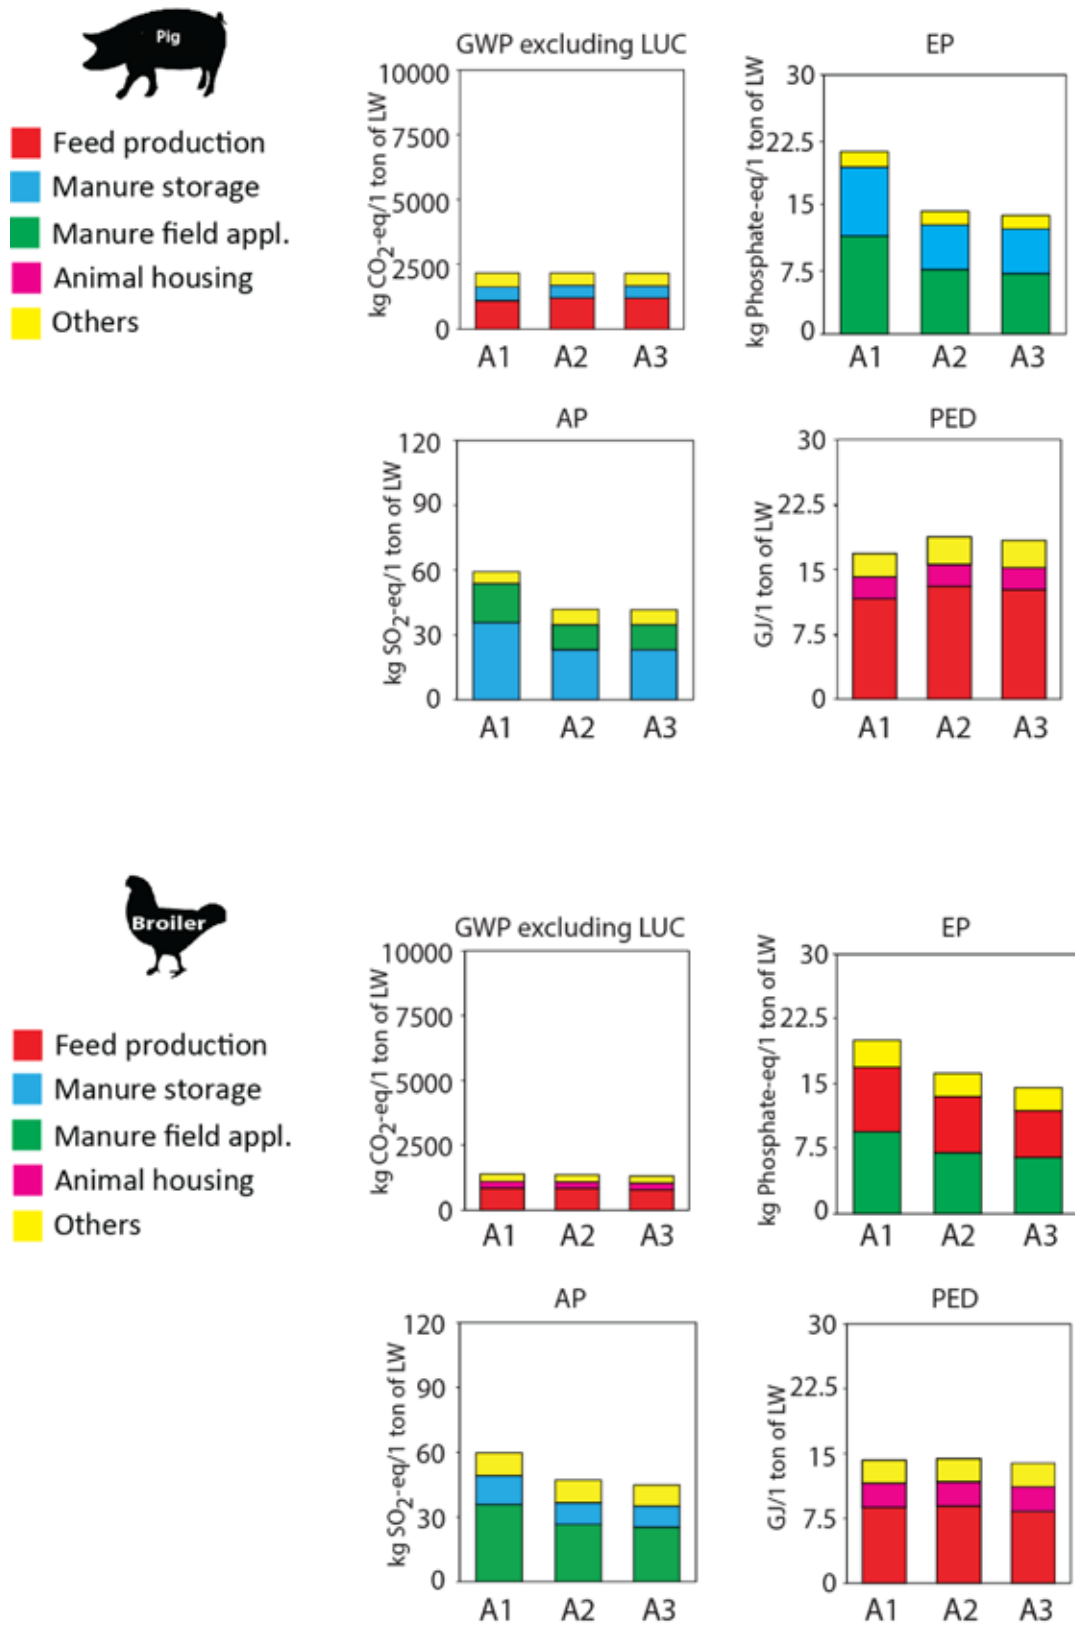 Pig
Feed production
Manure storage
Manure field appl.
Animal housing
Others
GWP excluding LUC
kg CO2-eq/1 ton of LW
10000
7500
5000
2500
0
A1 A2 A3
EP
kg Phosphate-eq/1 ton of LW
30
22.5
15
7.5
0
A1 A2 A3
AP
kg SO2-eq/1 ton of LW
120
90
60
30
0
A1 A2 A3
PED
GJ/1 ton of LW
30
22.5
15
7.5
0
A1 A2 A3
Broiler
Feed production
Manure storage
Manure field appl.
Animal housing
Others
GWP excluding LUC
kg CO2-eq/1 ton of LW
10000
7500
5000
2500
0
A1 A2 A3
EP
kg Phosphate-eq/1 ton of LW
30
22.5
15
7.5
0
A1 A2 A3
AP
kg SO2-eq/1 ton of LW
120
90
60
30
0
A1 A2 A3
PED
GJ/1 ton of LW
30
22.5
15
7.5
0
A1 A2 A3